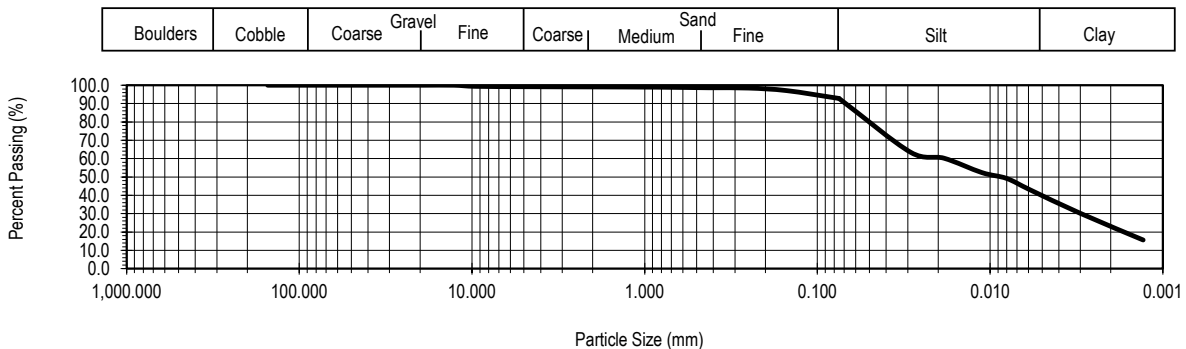 Gravel Sand
Boulders Cobble Coarse Fine Coarse Medium Fine Silt Clay
Percent Passing (%)
100.0
90.0
80.0
70.0
60.0
50.0
40.0
30.0
20.0
10.0
0.0
1,000.000 100.000 10.000 1.000 0.100 0.010 0.001
Particle Size (mm)